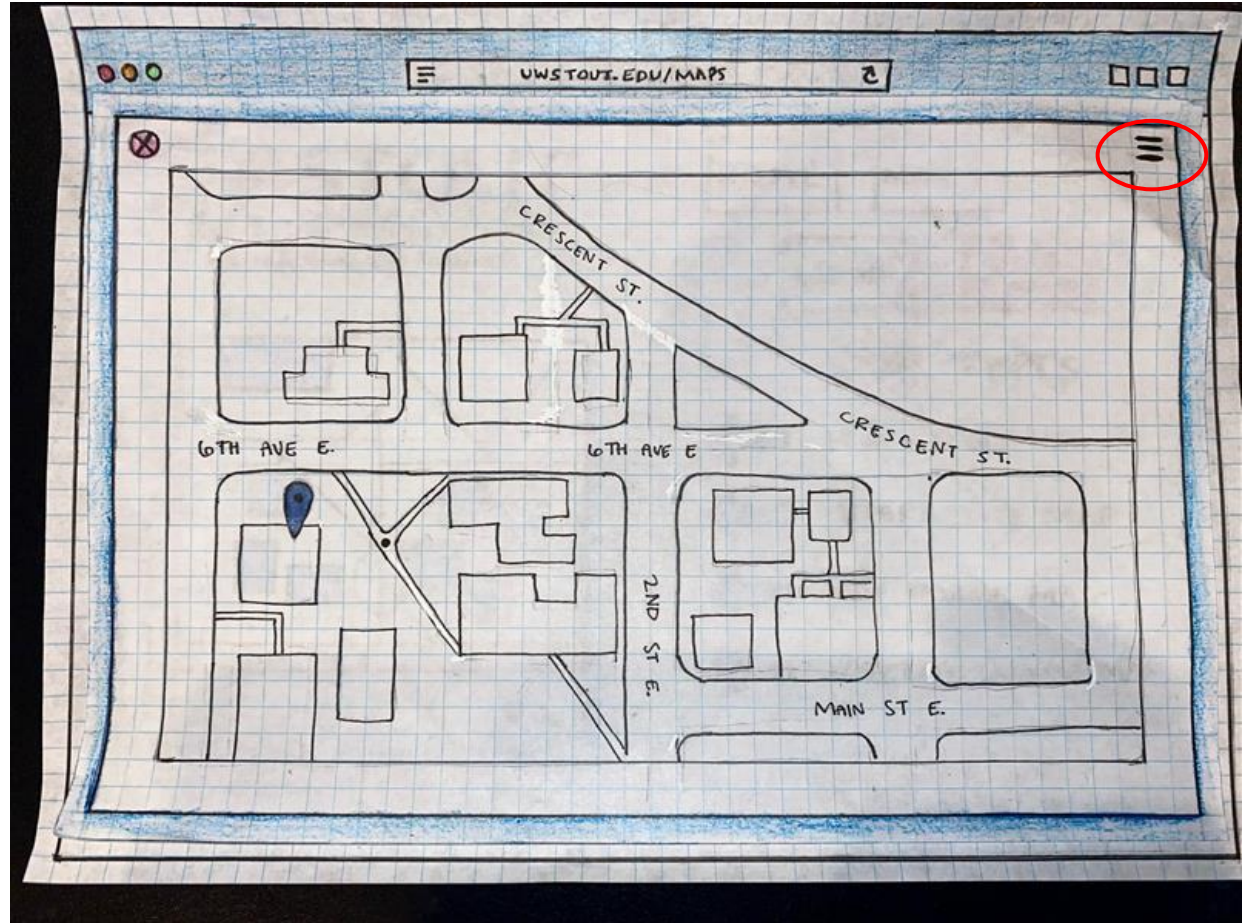 UWSTOUT.EDU/MAPS
CRESCENT ST.
CRESCENT ST.
6TH AVE E.
6TH AVE E
2ND ST E.
MAIN ST E.